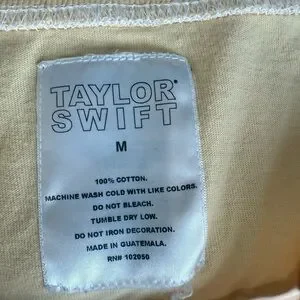 TAYLOR®
SWIFT
M
100% COTTON.
MACHINE WASH COLD WITH LIKE COLORS.
DO NOT BLEACH.
TUMBLE DRY LOW.
DO NOT IRON DECORATION.
MADE IN GUATEMALA.
RN# 102050